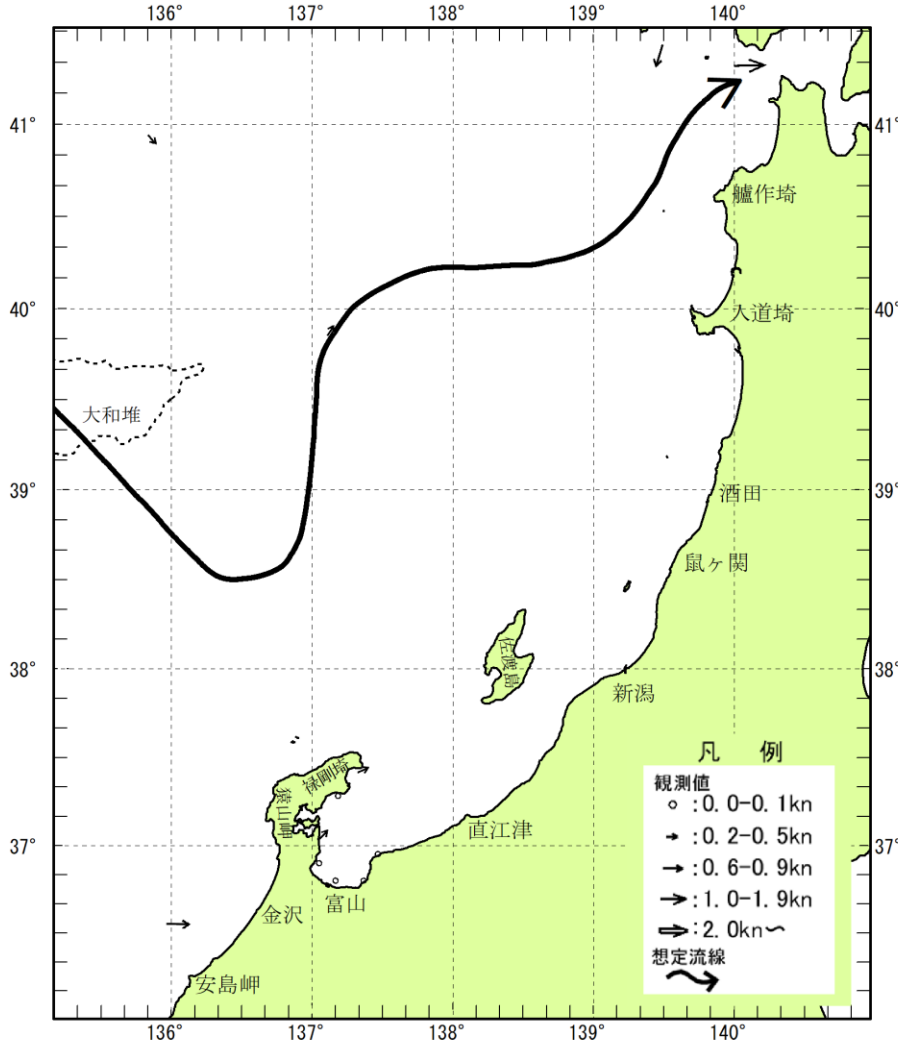 136° 137° 138° 139° 140°
41°
艫作埼
40°
入道埼
大和堆
39°
酒田
鼠ヶ関
佐渡島
38°
新潟
禄剛埼
猿山岬
直江津
37°
富山
金沢
安島岬
凡 例
観測値
○:0.0-0.1kn
→:0.2-0.5kn
→:0.6-0.9kn
→:1.0-1.9kn
⇒:2.0kn~
想定流線
41°
40°
39°
38°
37°
136° 137° 138° 139° 140°